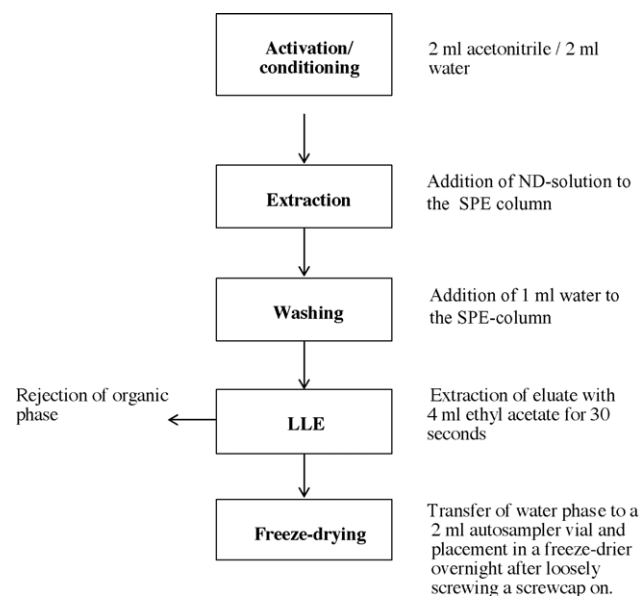 Activation/
conditioning
2 ml acetonitrile / 2 ml
water
Extraction
Addition of ND-solution to
the SPE column
Washing
Addition of 1 ml water to
the SPE-column
Rejection of organic
phase
LLE
Extraction of eluate with
4 ml ethyl acetate for 30
seconds
Freeze-drying
Transfer of water phase to a
2 ml autosampler vial and
placement in a freeze-drier
overnight after loosely
screwing a screwcap on.